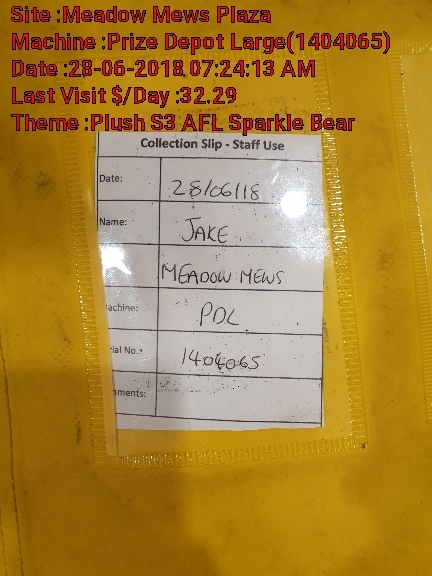 Site :Meadow Mews Plaza
Machine :Prize Depot Large(1404065)
Date :28-06-2018 07:24:13 AM
Last Visit $/Day :32.29
Theme :Plush S3 AFL Sparkle Bear
Collection Slip - Staff Use
Date: 28/06/18
Name: JAKE
MEADOW MEWS
achine: PDL
rial No.: 1404065
mments: